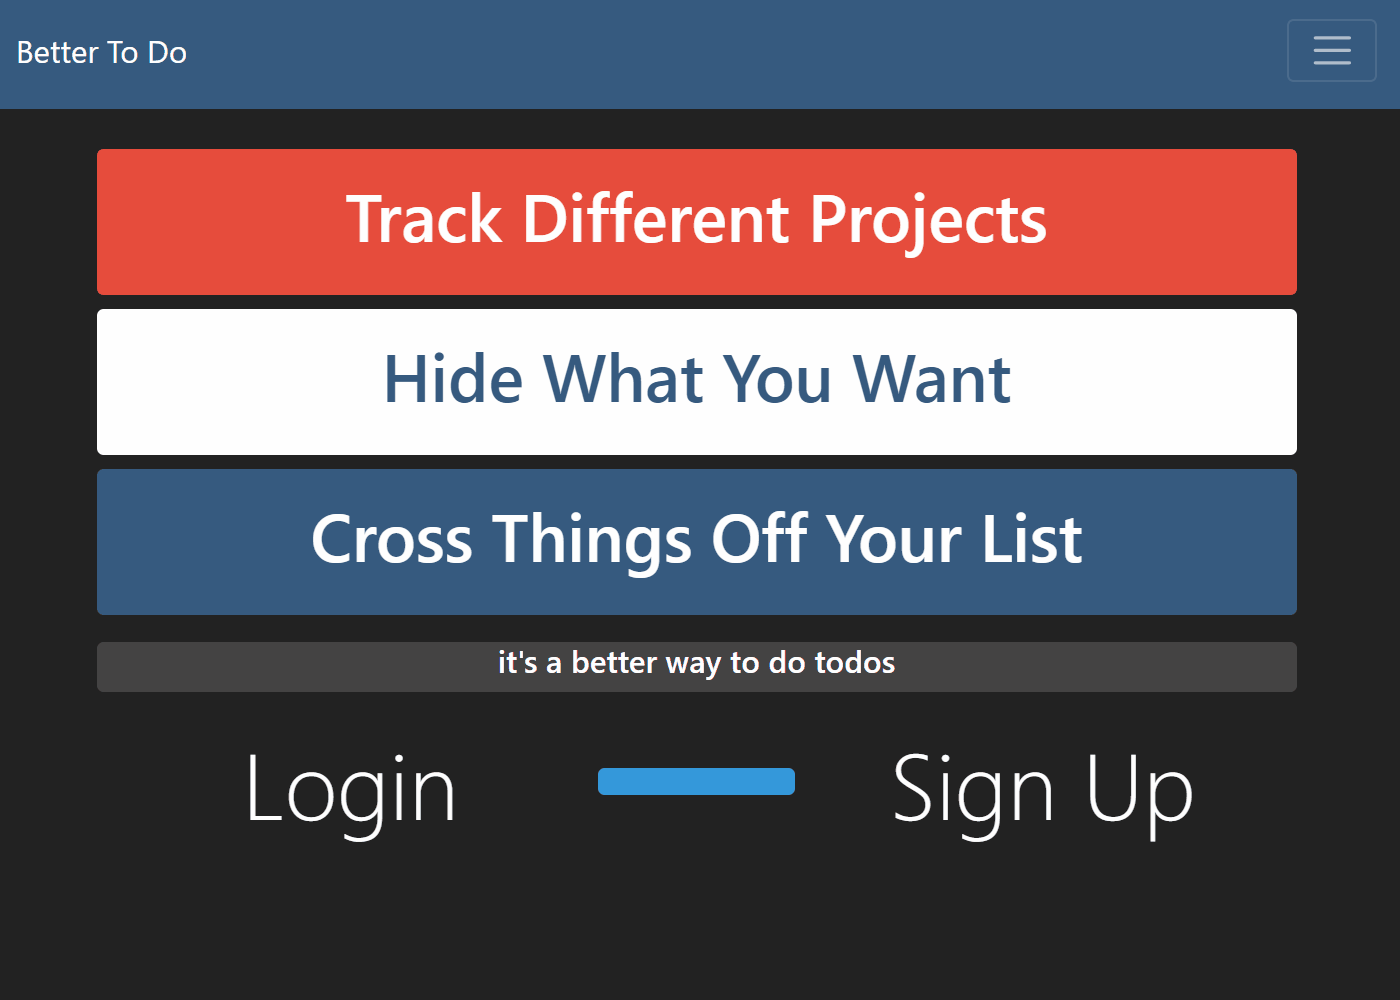 Better To Do
Track Different Projects
Hide What You Want
Cross Things Off Your List
it's a better way to do todos
Login
Sign Up